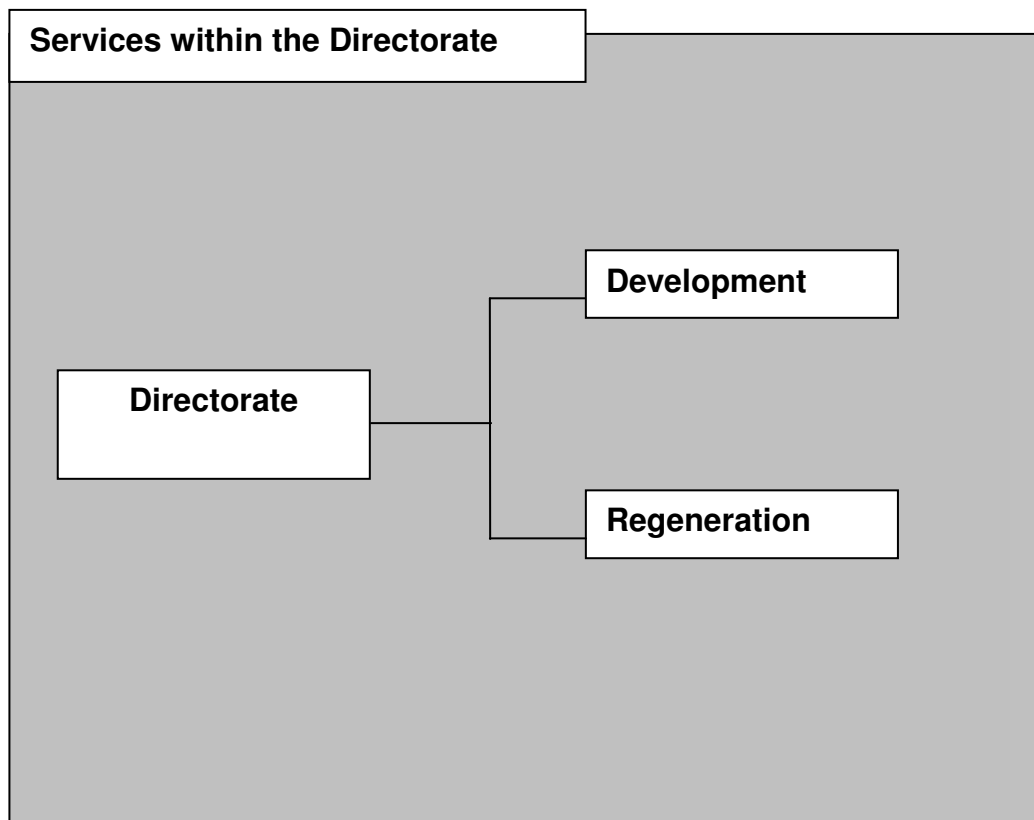 Services within the Directorate
Development
Directorate
Regeneration